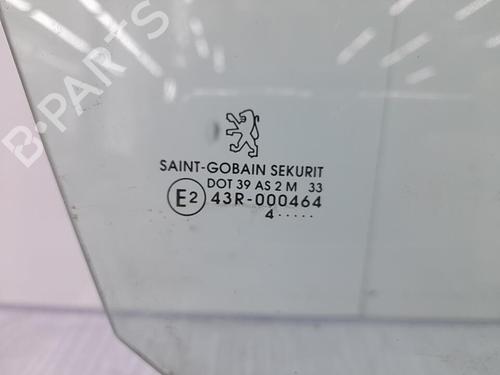 B-PARTS
SAINT-GOBAIN SEKURIT
DOT 39 AS 2 M 33
E2 43R-000464
4 .....